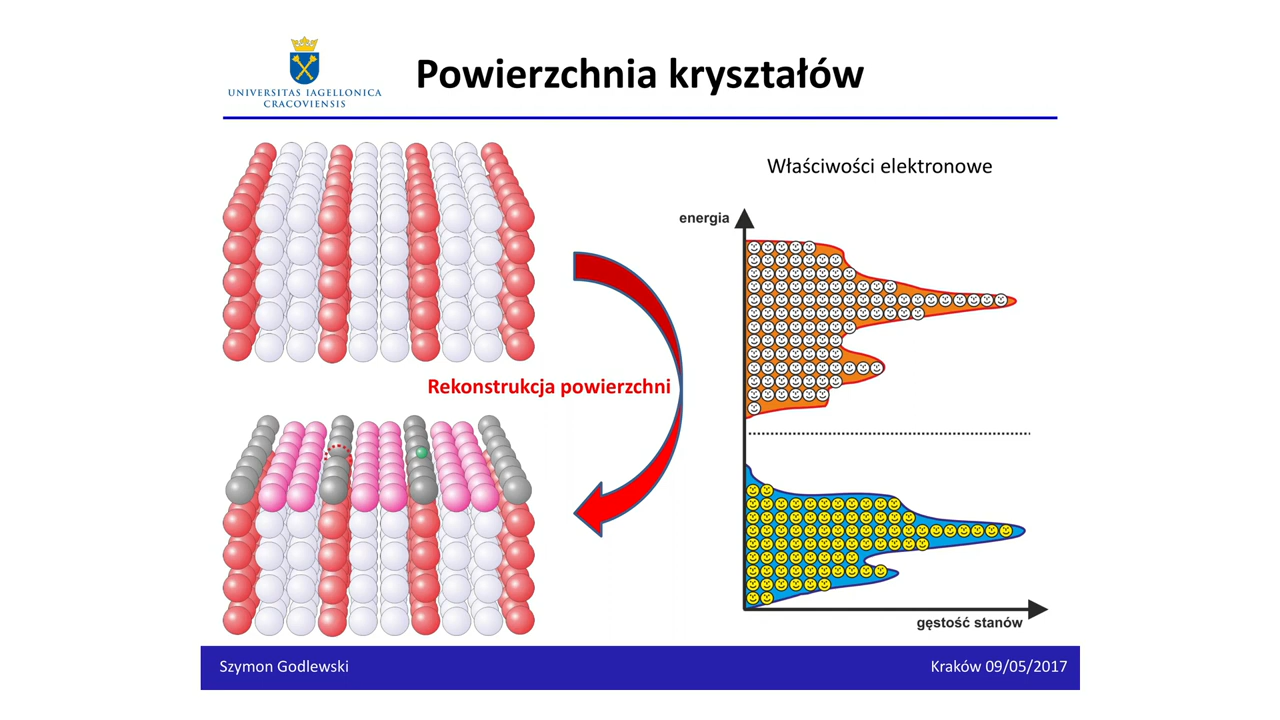 UNIVERSITAS IAGELLONICA
CRACOVIENSIS
Powierzchnia kryształów
Właściwości elektronowe
energia
Rekonstrukcja powierzchni
gęstość stanów
Szymon Godlewski
Kraków 09/05/2017